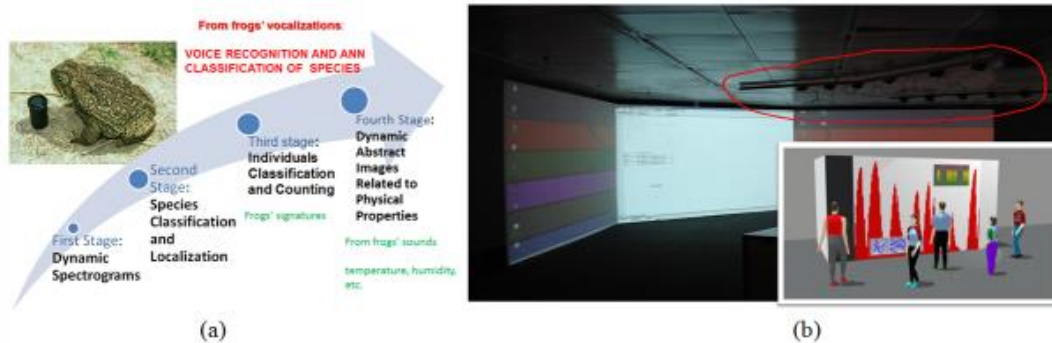 From frogs' vocalizations:
VOICE RECOGNITION AND ANN
CLASSIFICATION OF SPECIES
First Stage:
Dynamic
Spectrograms
Second
Stage:
Species
Classification
and
Localization
Third stage:
Individuals
Classification
and Counting
Frogs' signatures
Fourth Stage:
Dynamic
Abstract
Images
Related to
Physical
Properties
From frogs' sounds
temperature, humidity,
etc.
(a)
(b)